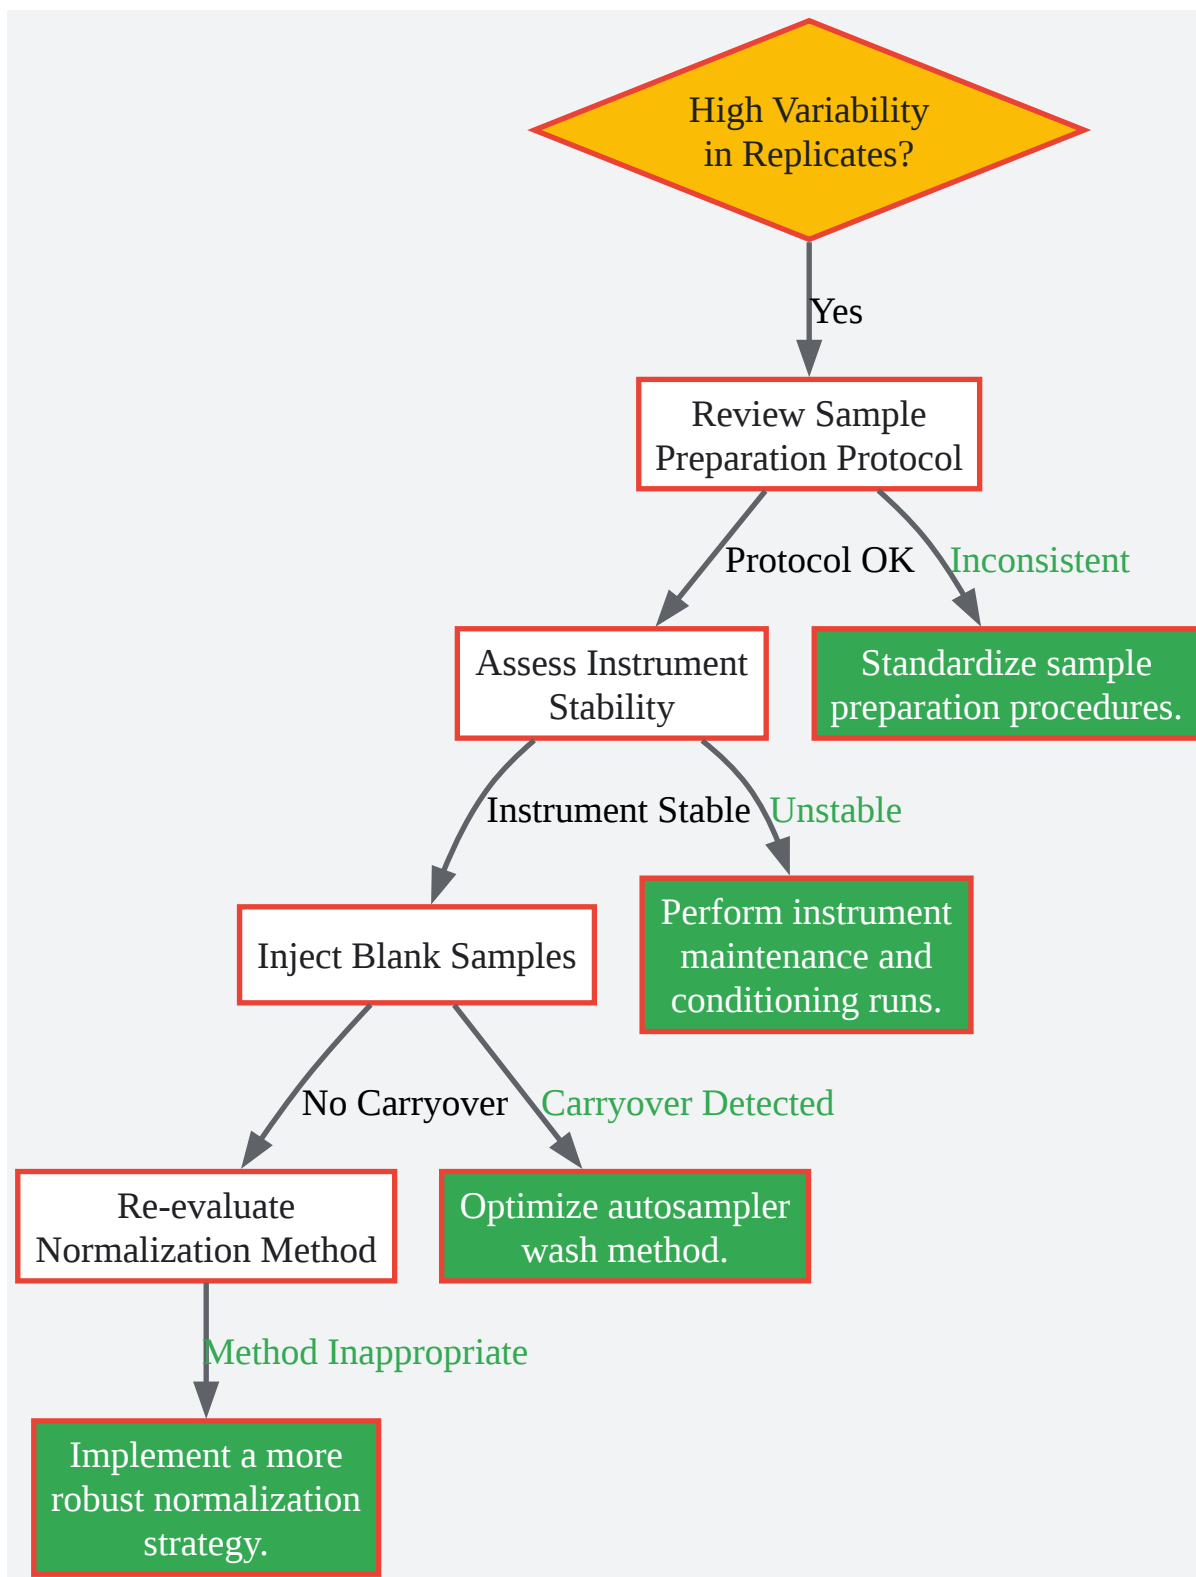 High Variability
in Replicates?
Yes
Review Sample
Preparation Protocol
Protocol OK
Inconsistent
Assess Instrument
Stability
Standardize sample
preparation procedures.
Instrument Stable
Unstable
Inject Blank Samples
Perform instrument
maintenance and
conditioning runs.
No Carryover
Carryover Detected
Re-evaluate
Normalization Method
Optimize autosampler
wash method.
Method Inappropriate
Implement a more
robust normalization
strategy.